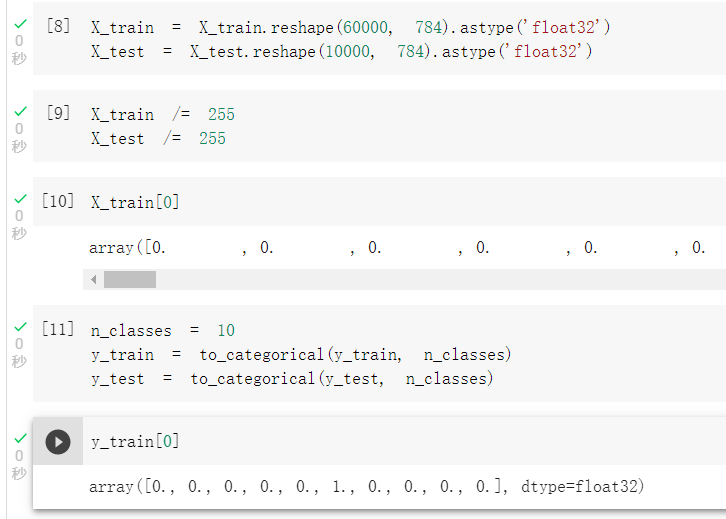 [8] X_train = X_train.reshape(60000, 784).astype('float32')
0 X_test = X_test.reshape(10000, 784).astype('float32')
秒
[9] X_train /= 255
0 X_test /= 255
秒
[10] X_train[0]
0
秒 array([0. , 0. , 0. , 0. , 0. , 0.
[11] n_classes = 10
0 y_train = to_categorical(y_train, n_classes)
秒 y_test = to_categorical(y_test, n_classes)
y_train[0]
0
秒 array([0., 0., 0., 0., 0., 1., 0., 0., 0., 0.], dtype=float32)